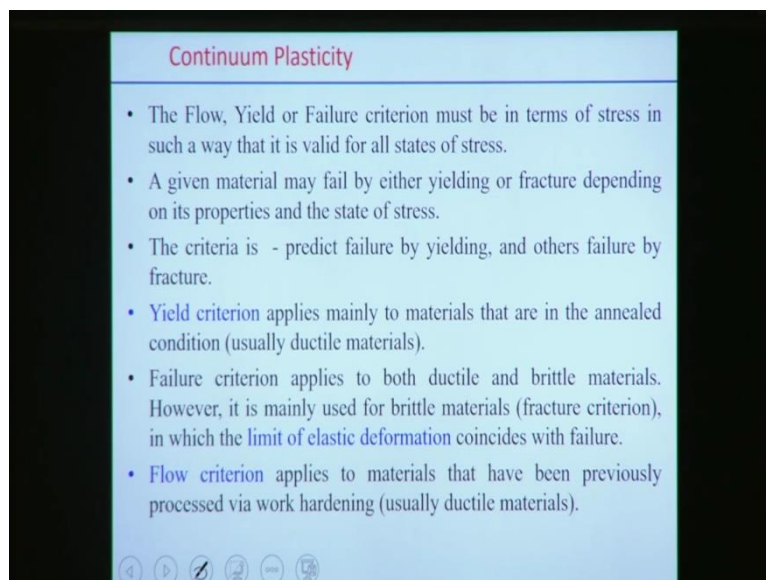 Continuum Plasticity
• The Flow, Yield or Failure criterion must be in terms of stress in
such a way that it is valid for all states of stress.
• A given material may fail by either yielding or fracture depending
on its properties and the state of stress.
• The criteria is - predict failure by yielding, and others failure by
fracture.
• Yield criterion applies mainly to materials that are in the annealed
condition (usually ductile materials).
• Failure criterion applies to both ductile and brittle materials.
However, it is mainly used for brittle materials (fracture criterion),
in which the limit of elastic deformation coincides with failure.
• Flow criterion applies to materials that have been previously
processed via work hardening (usually ductile materials).